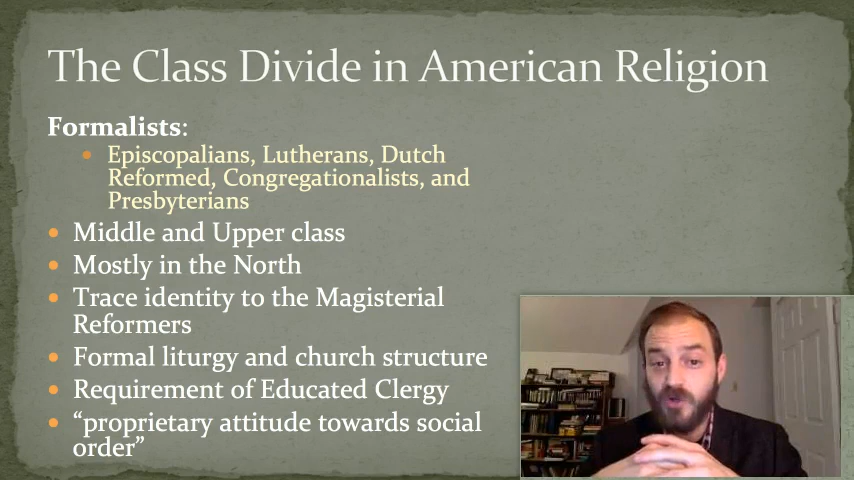 The Class Divide in American Religion
Formalists:
• Episcopalians, Lutherans, Dutch
Reformed, Congregationalists, and
Presbyterians
• Middle and Upper class
• Mostly in the North
• Trace identity to the Magisterial
Reformers
• Formal liturgy and church structure
• Requirement of Educated Clergy
• “proprietary attitude towards social
order”